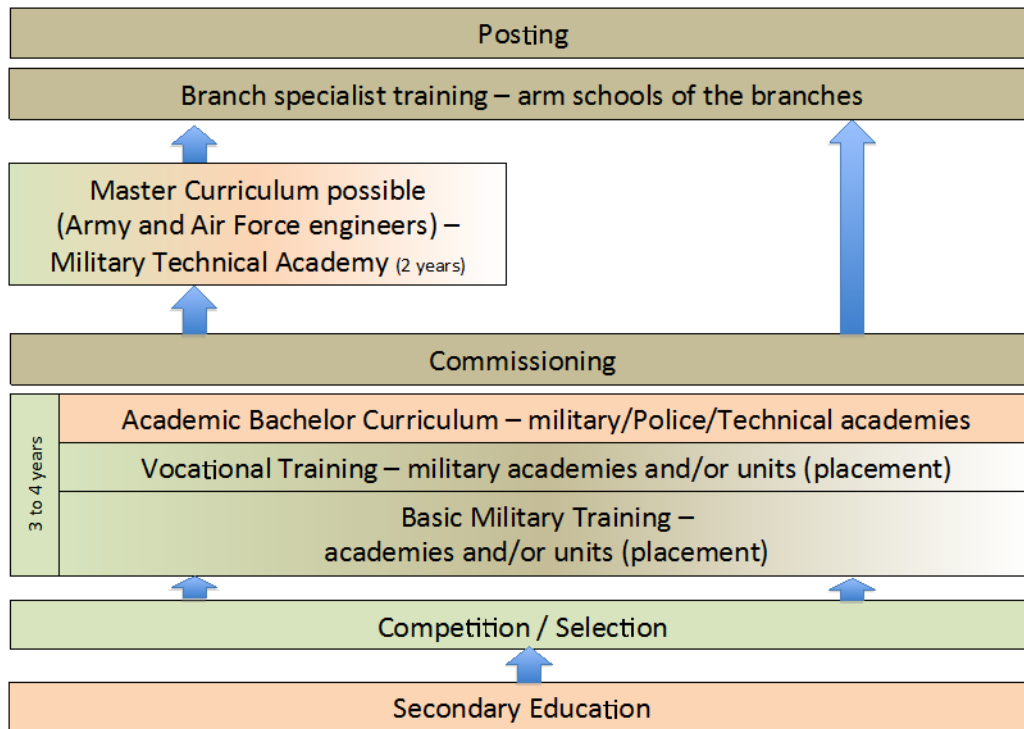 Posting
Branch specialist training – arm schools of the branches
Master Curriculum possible
(Army and Air Force engineers) –
Military Technical Academy (2 years)
Commissioning
3 to 4 years
Academic Bachelor Curriculum – military/Police/Technical academies
Vocational Training – military academies and/or units (placement)
Basic Military Training –
academies and/or units (placement)
Competition / Selection
Secondary Education